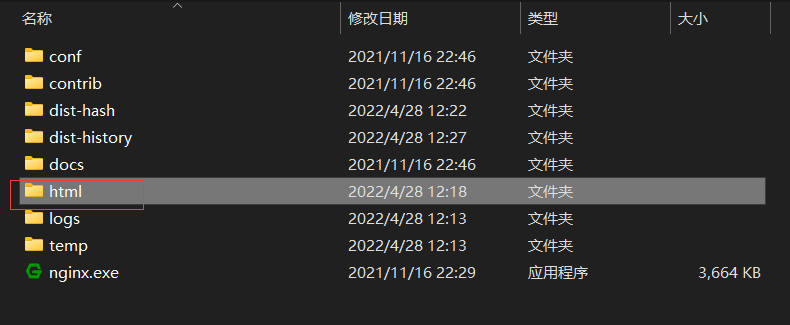 名称 修改日期 类型 大小
conf 2021/11/16 22:46 文件夹
contrib 2021/11/16 22:46 文件夹
dist-hash 2022/4/28 12:22 文件夹
dist-history 2022/4/28 12:27 文件夹
docs 2021/11/16 22:46 文件夹
html 2022/4/28 12:18 文件夹
logs 2022/4/28 12:13 文件夹
temp 2022/4/28 12:13 文件夹
nginx.exe 2021/11/16 22:29 应用程序 3,664 KB